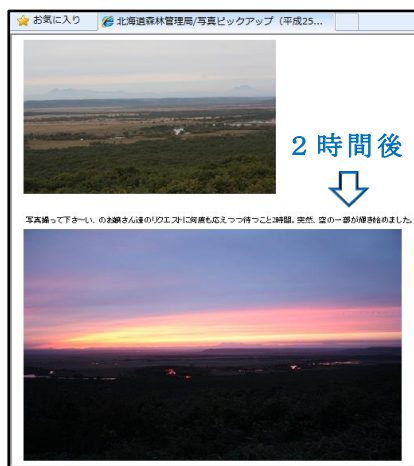 お気に入り
北海道森林管理局/写真ピックアップ（平成25...
２時間後
写真撮って下さ～い、のお嬢さん達のリクエストに何度も応えつつ待つこと2時間。突然、空の一部が輝き始めました。